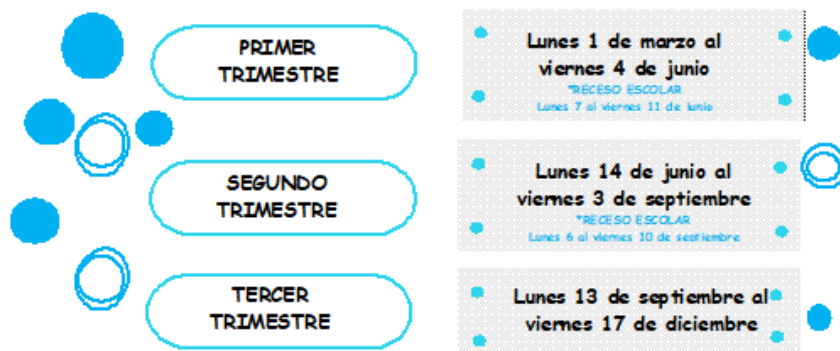 PRIMER
TRIMESTRE
Lunes 1 de marzo al
viernes 4 de junio
*RECESO ESCOLAR
Lunes 7 al viernes 11 de junio
SEGUNDO
TRIMESTRE
Lunes 14 de junio al
viernes 3 de septiembre
*RECESO ESCOLAR
Lunes 6 al viernes 10 de septiembre
TERCER
TRIMESTRE
Lunes 13 de septiembre al
viernes 17 de diciembre